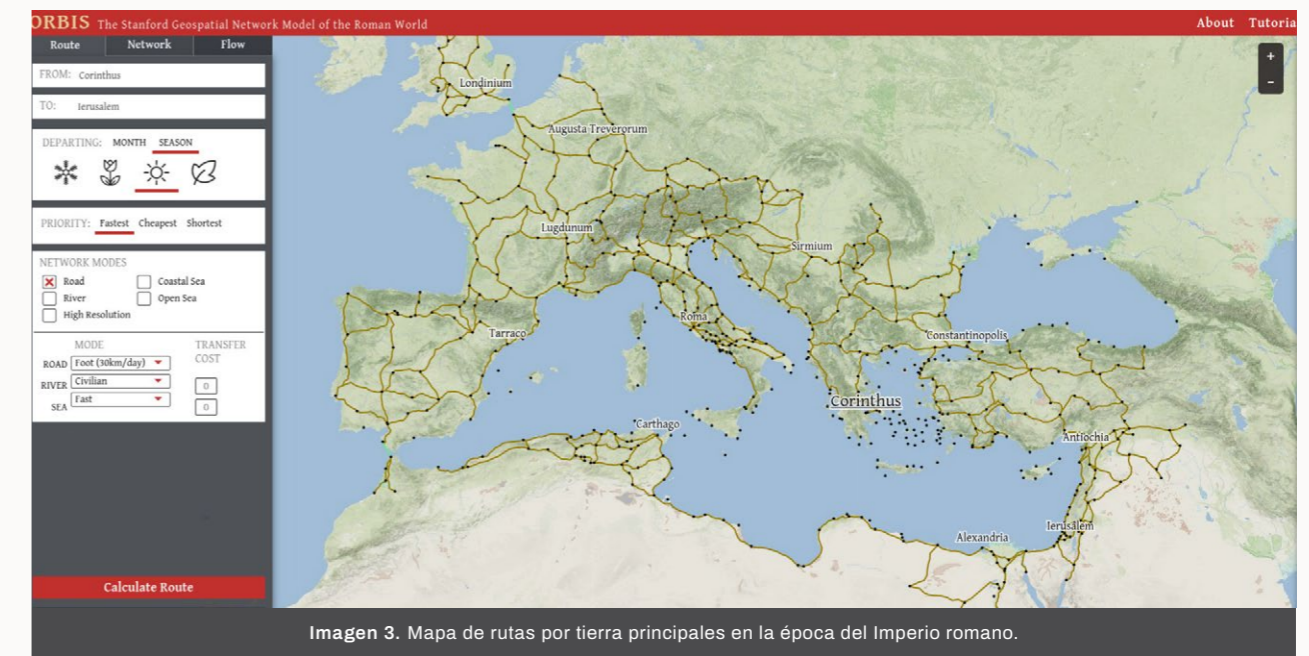 ORBIS The Stanford Geospatial Network Model of the Roman World
About Tutoria
Route Network Flow
FROM: Corinthus
TO: Ierusalem
DEPARTING: MONTH SEASON
PRIORITY: Fastest Cheapest Shortest
NETWORK MODES
Road Coastal Sea
River Open Sea
High Resolution
MODE TRANSFER COST
ROAD Foot (30km/day)
RIVER Civilian 0
SEA Fast 0
Calculate Route
+
-
Londinium
Augusta Treverorum
Lugdunum
Sirmium
Roma
Tarraco
Constantinopolis
Corinthus
Carthago
Antiochia
Ierusalem
Alexandria
Imagen 3. Mapa de rutas por tierra principales en la época del Imperio romano.